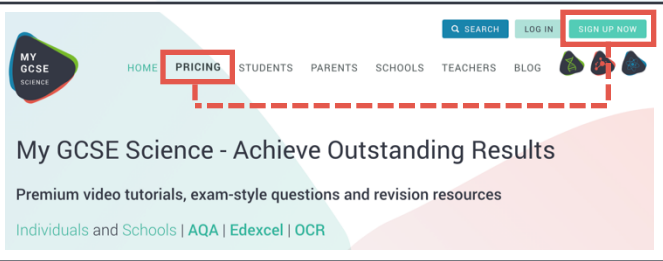 SEARCH LOG IN SIGN UP NOW
MY
GCSE
SCIENCE
HOME PRICING STUDENTS PARENTS SCHOOLS TEACHERS BLOG
My GCSE Science - Achieve Outstanding Results
Premium video tutorials, exam-style questions and revision resources
Individuals and Schools | AQA | Edexcel | OCR